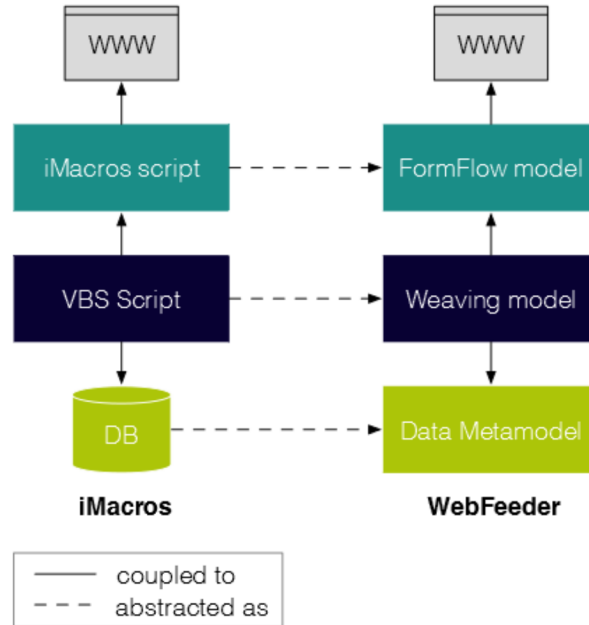 WWW
WWW
iMacros script
FormFlow model
VBS Script
Weaving model
DB
Data Metamodel
iMacros
WebFeeder
coupled to
abstracted as